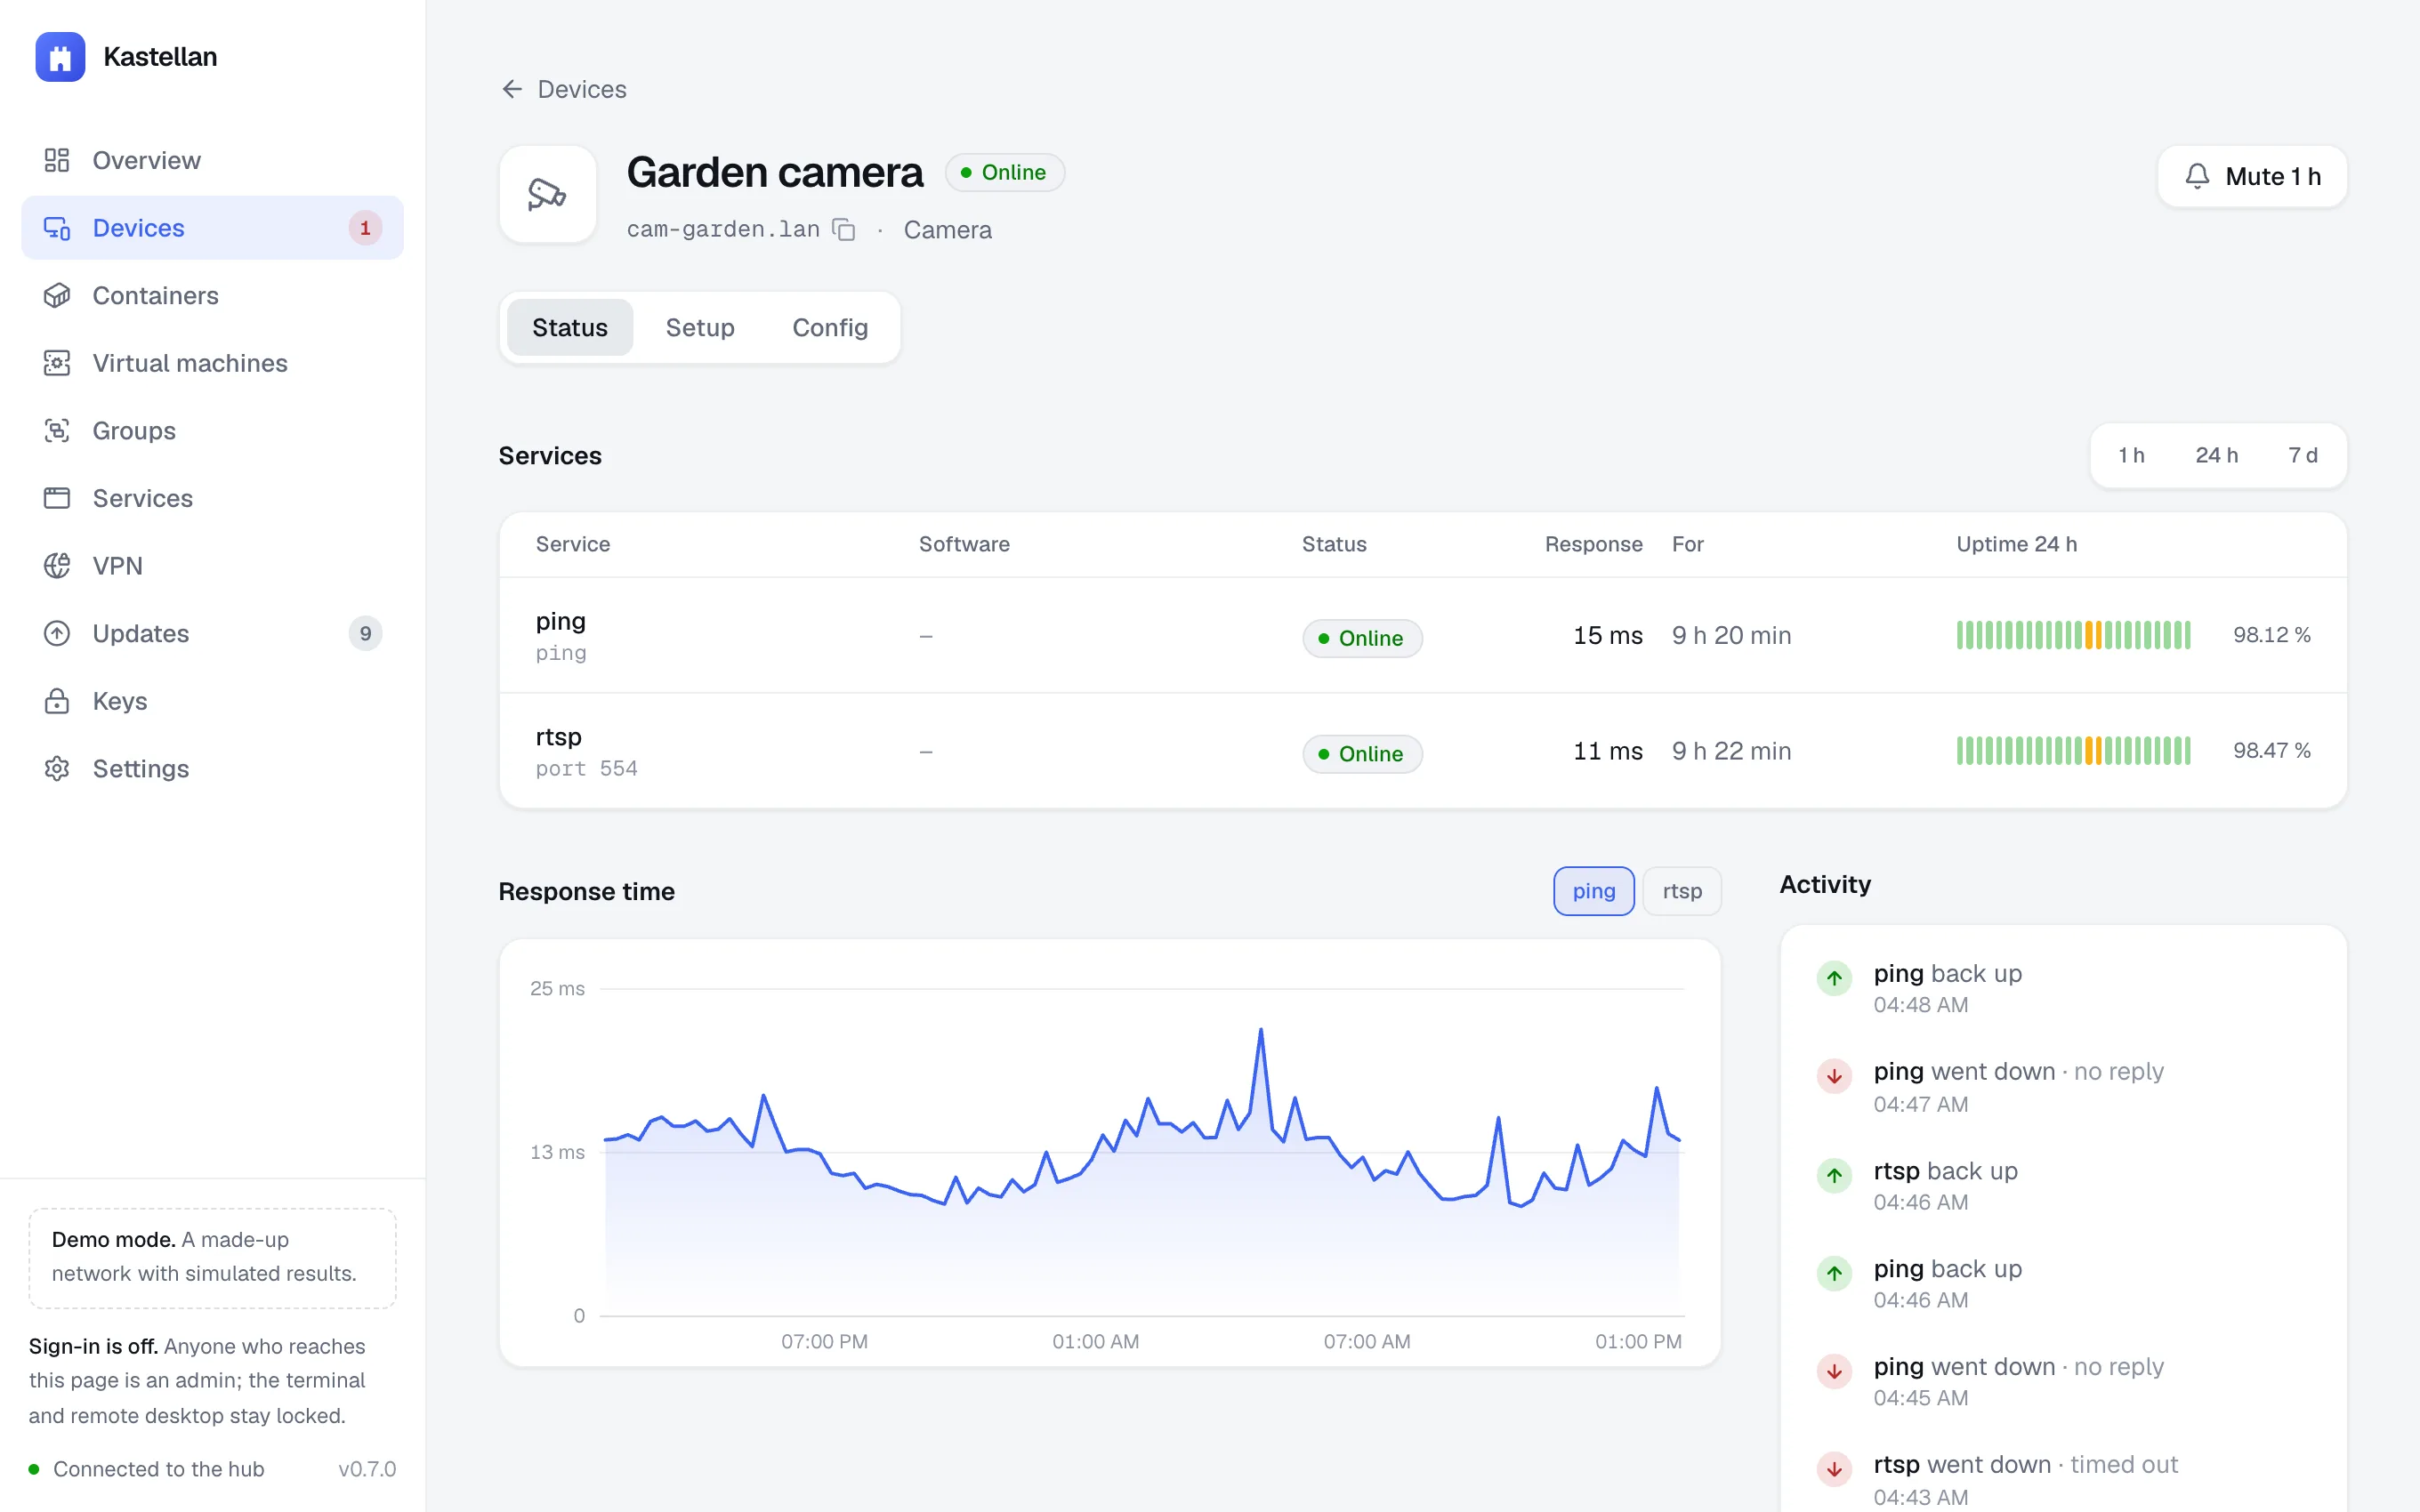 Kastellan
Overview
Devices 1
Containers
Virtual machines
Groups
Services
VPN
Updates 9
Keys
Settings
Demo mode. A made-up
network with simulated results.
Sign-in is off. Anyone who reaches
this page is an admin; the terminal
and remote desktop stay locked.
Connected to the hub v0.7.0
Devices
Garden camera Online
cam-garden.lan · Camera
Mute 1 h
Status Setup Config
Services
1 h 24 h 7 d
Service Software Status Response For Uptime 24 h
ping – Online 15 ms 9 h 20 min 98.12 %
ping
rtsp – Online 11 ms 9 h 22 min 98.47 %
port 554
Response time
ping rtsp
25 ms
13 ms
0
07:00 PM 01:00 AM 07:00 AM 01:00 PM
Activity
ping back up
04:48 AM
ping went down · no reply
04:47 AM
rtsp back up
04:46 AM
ping back up
04:46 AM
ping went down · no reply
04:45 AM
rtsp went down · timed out
04:43 AM